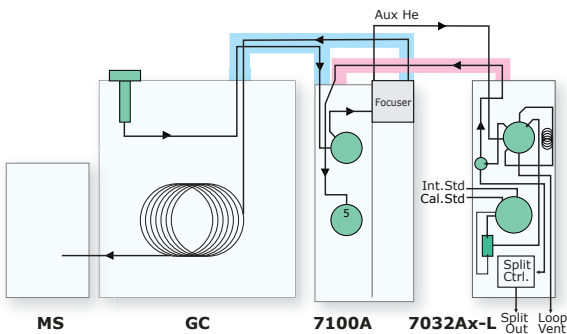 Aux He
Focuser
Int.Std
Cal.Std
5
Split
Ctrl.
MS
GC
7100A
7032Ax-L
Split
Out
Loop
Vent